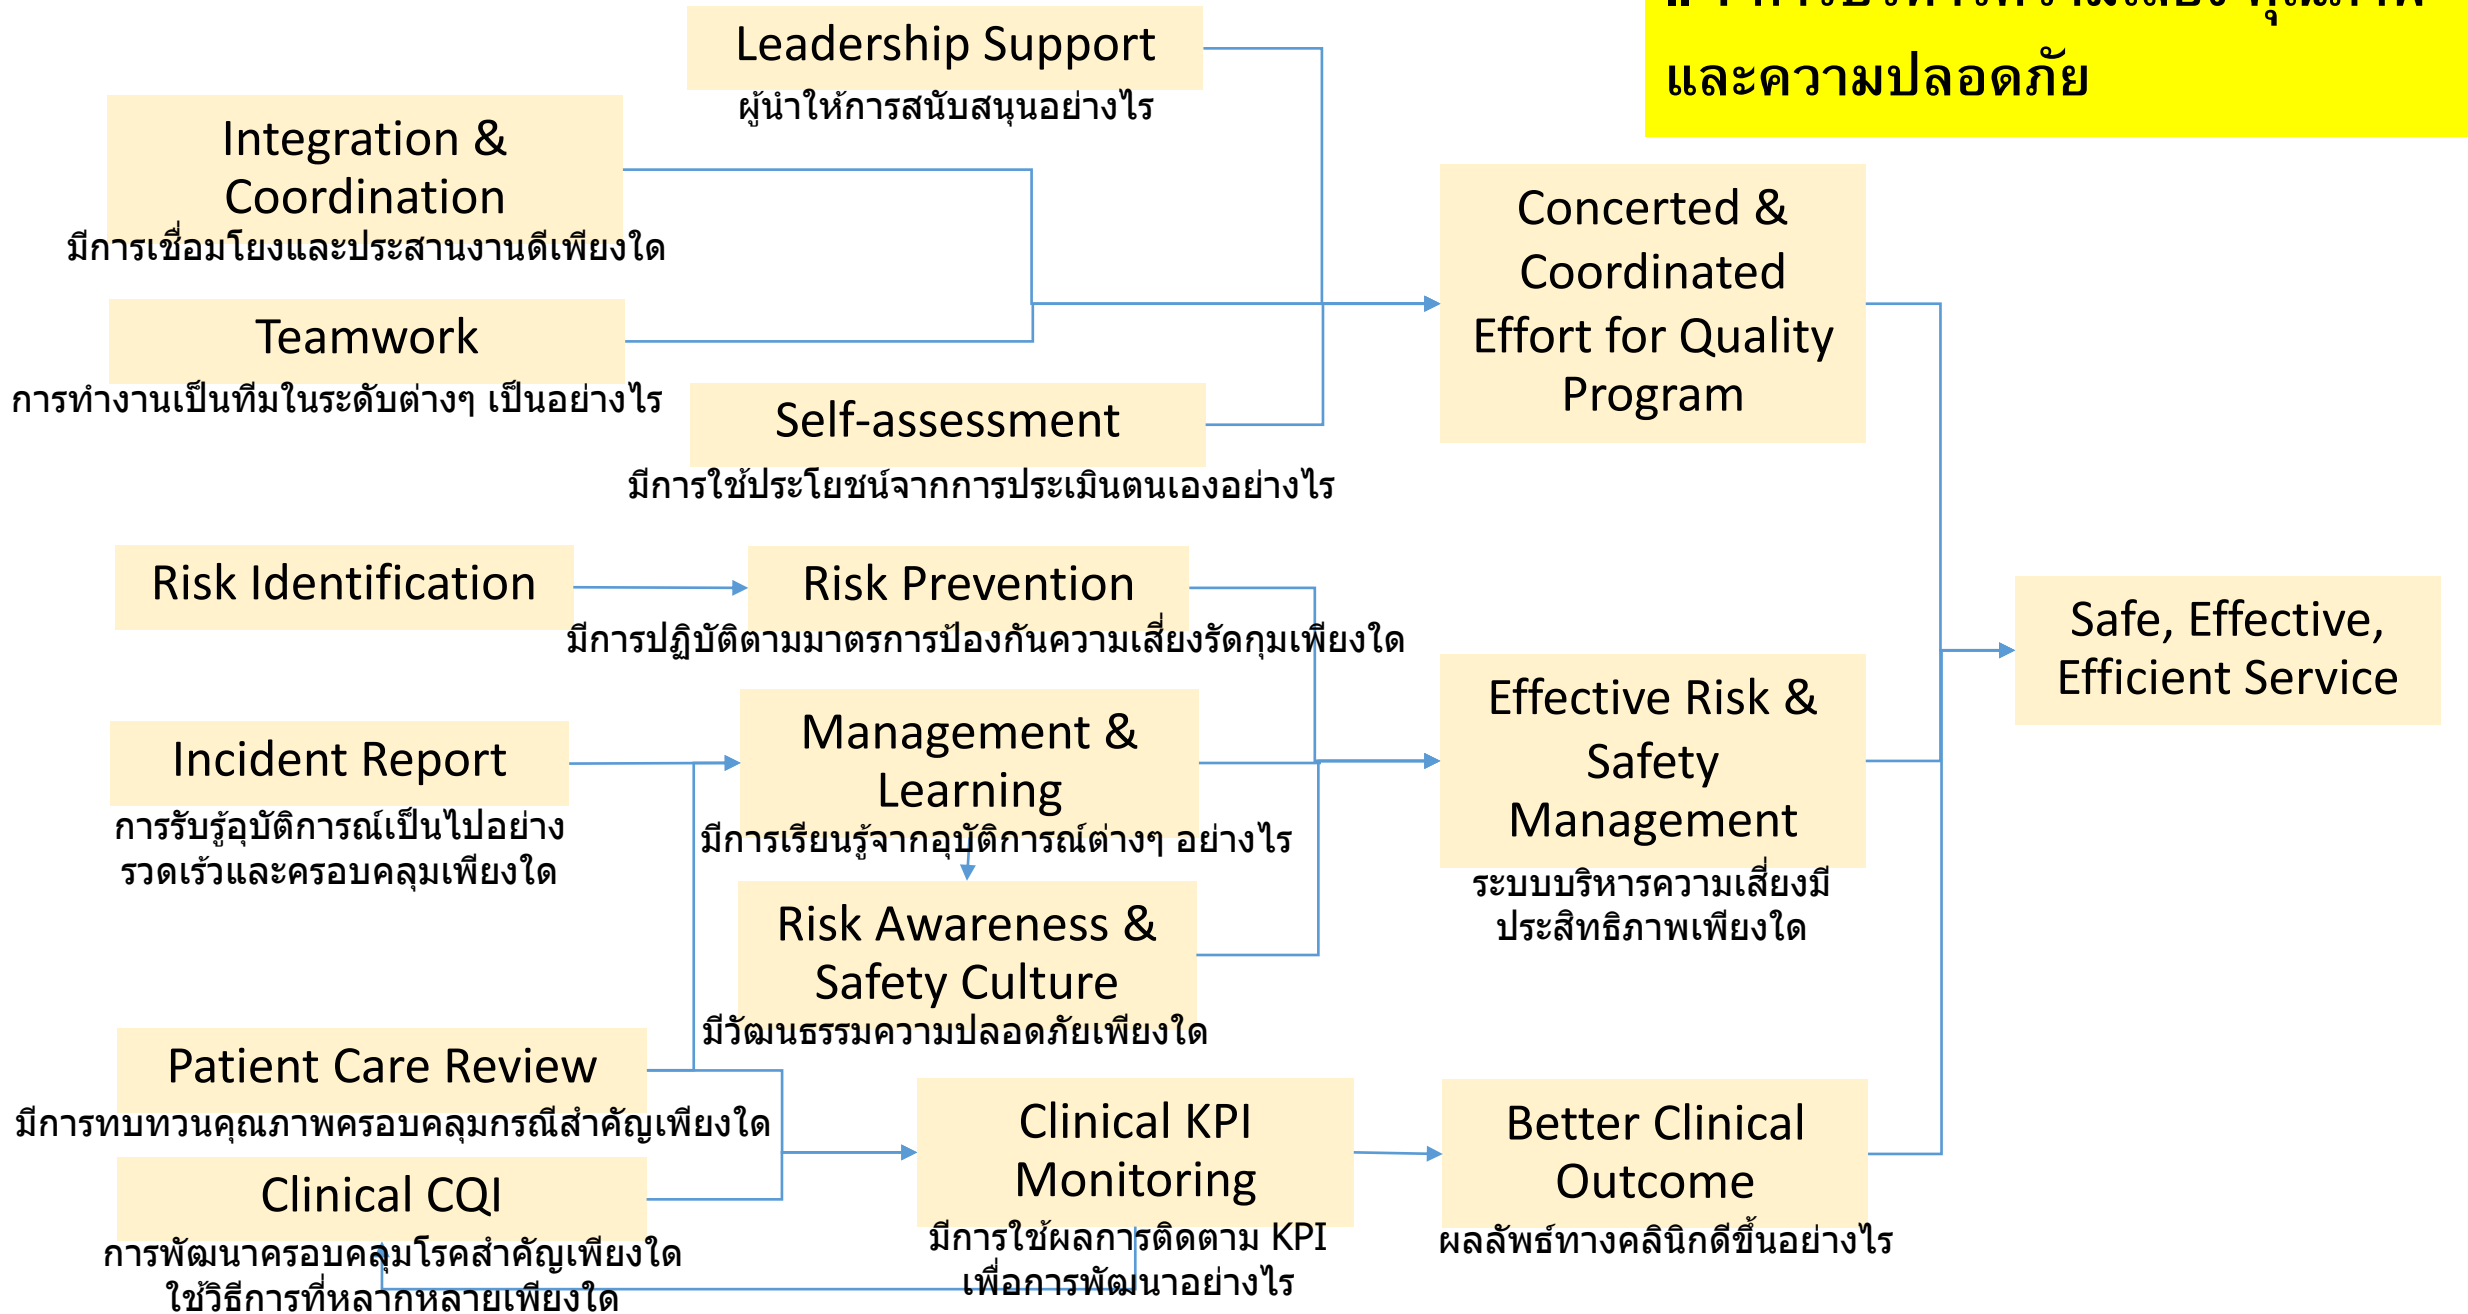 การบริหารความเสี่ยง คุณภาพ
และความปลอดภัย
Leadership Support
ผู้นำให้การสนับสนุนอย่างไร
Integration &
Coordination
มีการเชื่อมโยงและประสานงานดีเพียงใด
Teamwork
การทำงานเป็นทีมในระดับต่างๆ เป็นอย่างไร
Self-assessment
มีการใช้ประโยชน์จากการประเมินตนเองอย่างไร
Concerted &
Coordinated
Effort for Quality
Program
Risk Identification
Risk Prevention
มีการปฏิบัติตามมาตรการป้องกันความเสี่ยงรัดกุมเพียงใด
Incident Report
การรับรู้อุบัติการณ์เป็นไปอย่าง
รวดเร้วและครอบคลุมเพียงใด
Management &
Learning
มีการเรียนรู้จากอุบัติการณ์ต่างๆ อย่างไร
Risk Awareness &
Safety Culture
มีวัฒนธรรมความปลอดภัยเพียงใด
Effective Risk &
Safety
Management
ระบบบริหารความเสี่ยงมี
ประสิทธิภาพเพียงใด
Safe, Effective,
Efficient Service
Patient Care Review
มีการทบทวนคุณภาพครอบคลุมกรณีสำคัญเพียงใด
Clinical CQI
การพัฒนาครอบคลุมโรคสำคัญเพียงใด
ใช้วิธีการที่หลากหลายเพียงใด
Clinical KPI
Monitoring
มีการใช้ผลการติดตาม KPI
เพื่อการพัฒนาอย่างไร
Better Clinical
Outcome
ผลลัพธ์ทางคลินิกดีขึ้นอย่างไร